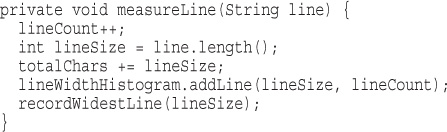 private void measureLine(String line) {
  lineCount++;
  int lineSize = line.length();
  totalChars += lineSize;
  lineWidthHistogram.addLine(lineSize, lineCount);
  recordWidestLine(lineSize);
}